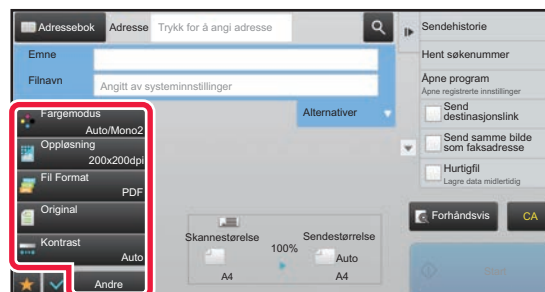 Adressebok
Adresse
Trykk for å angi adresse
Emne
Filnavn
Angitt av systeminnstillinger
Alternativer
Fargemodus
Auto/Mono2
Oppløsning
200x200dpi
Fil Format
PDF
Original
Kontrast
Auto
Andre
Skannestørelse
A4
100%
Sendestørrelse
Auto
A4
Sendehistorie
Hent søkenummer
Åpne program
Åpne registrerte innstillinger
Send
destinasjonslink
Send samme bilde
som faksadresse
Hurtigfil
Lagre data midlertidig
Forhåndsvis
CA
Start